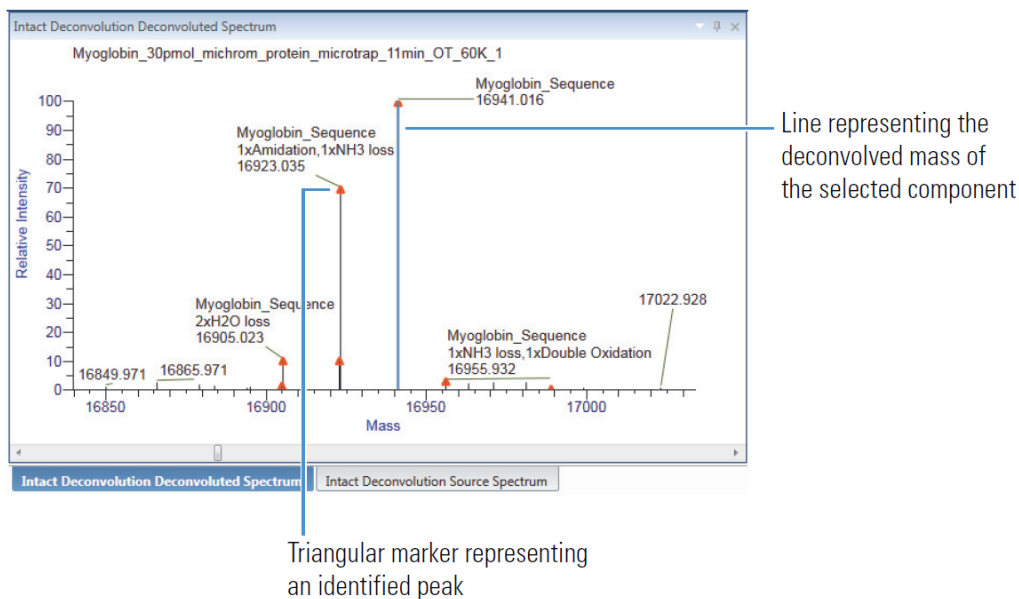 Intact Deconvolution Deconvoluted Spectrum
Myoglobin_30pmol_michrom_protein_microtrap_11min_OT_60K_1
Myoglobin_Sequence
16941.016
Myoglobin_Sequence
1xAmidation,1xNH3 loss
16923.035
Line representing the
deconvolved mass of
the selected component
Relative Intensity
100
90
80
70
60
50
40
30
20
10
0
Myoglobin_Sequence
2xH2O loss
16905.023
17022.928
Myoglobin_Sequence
1xNH3 loss,1xDouble Oxidation
16955.932
16849.971
16865.971
16850
16900
16950
17000
Mass
Intact Deconvolution Deconvoluted Spectrum
Intact Deconvolution Source Spectrum
Triangular marker representing
an identified peak